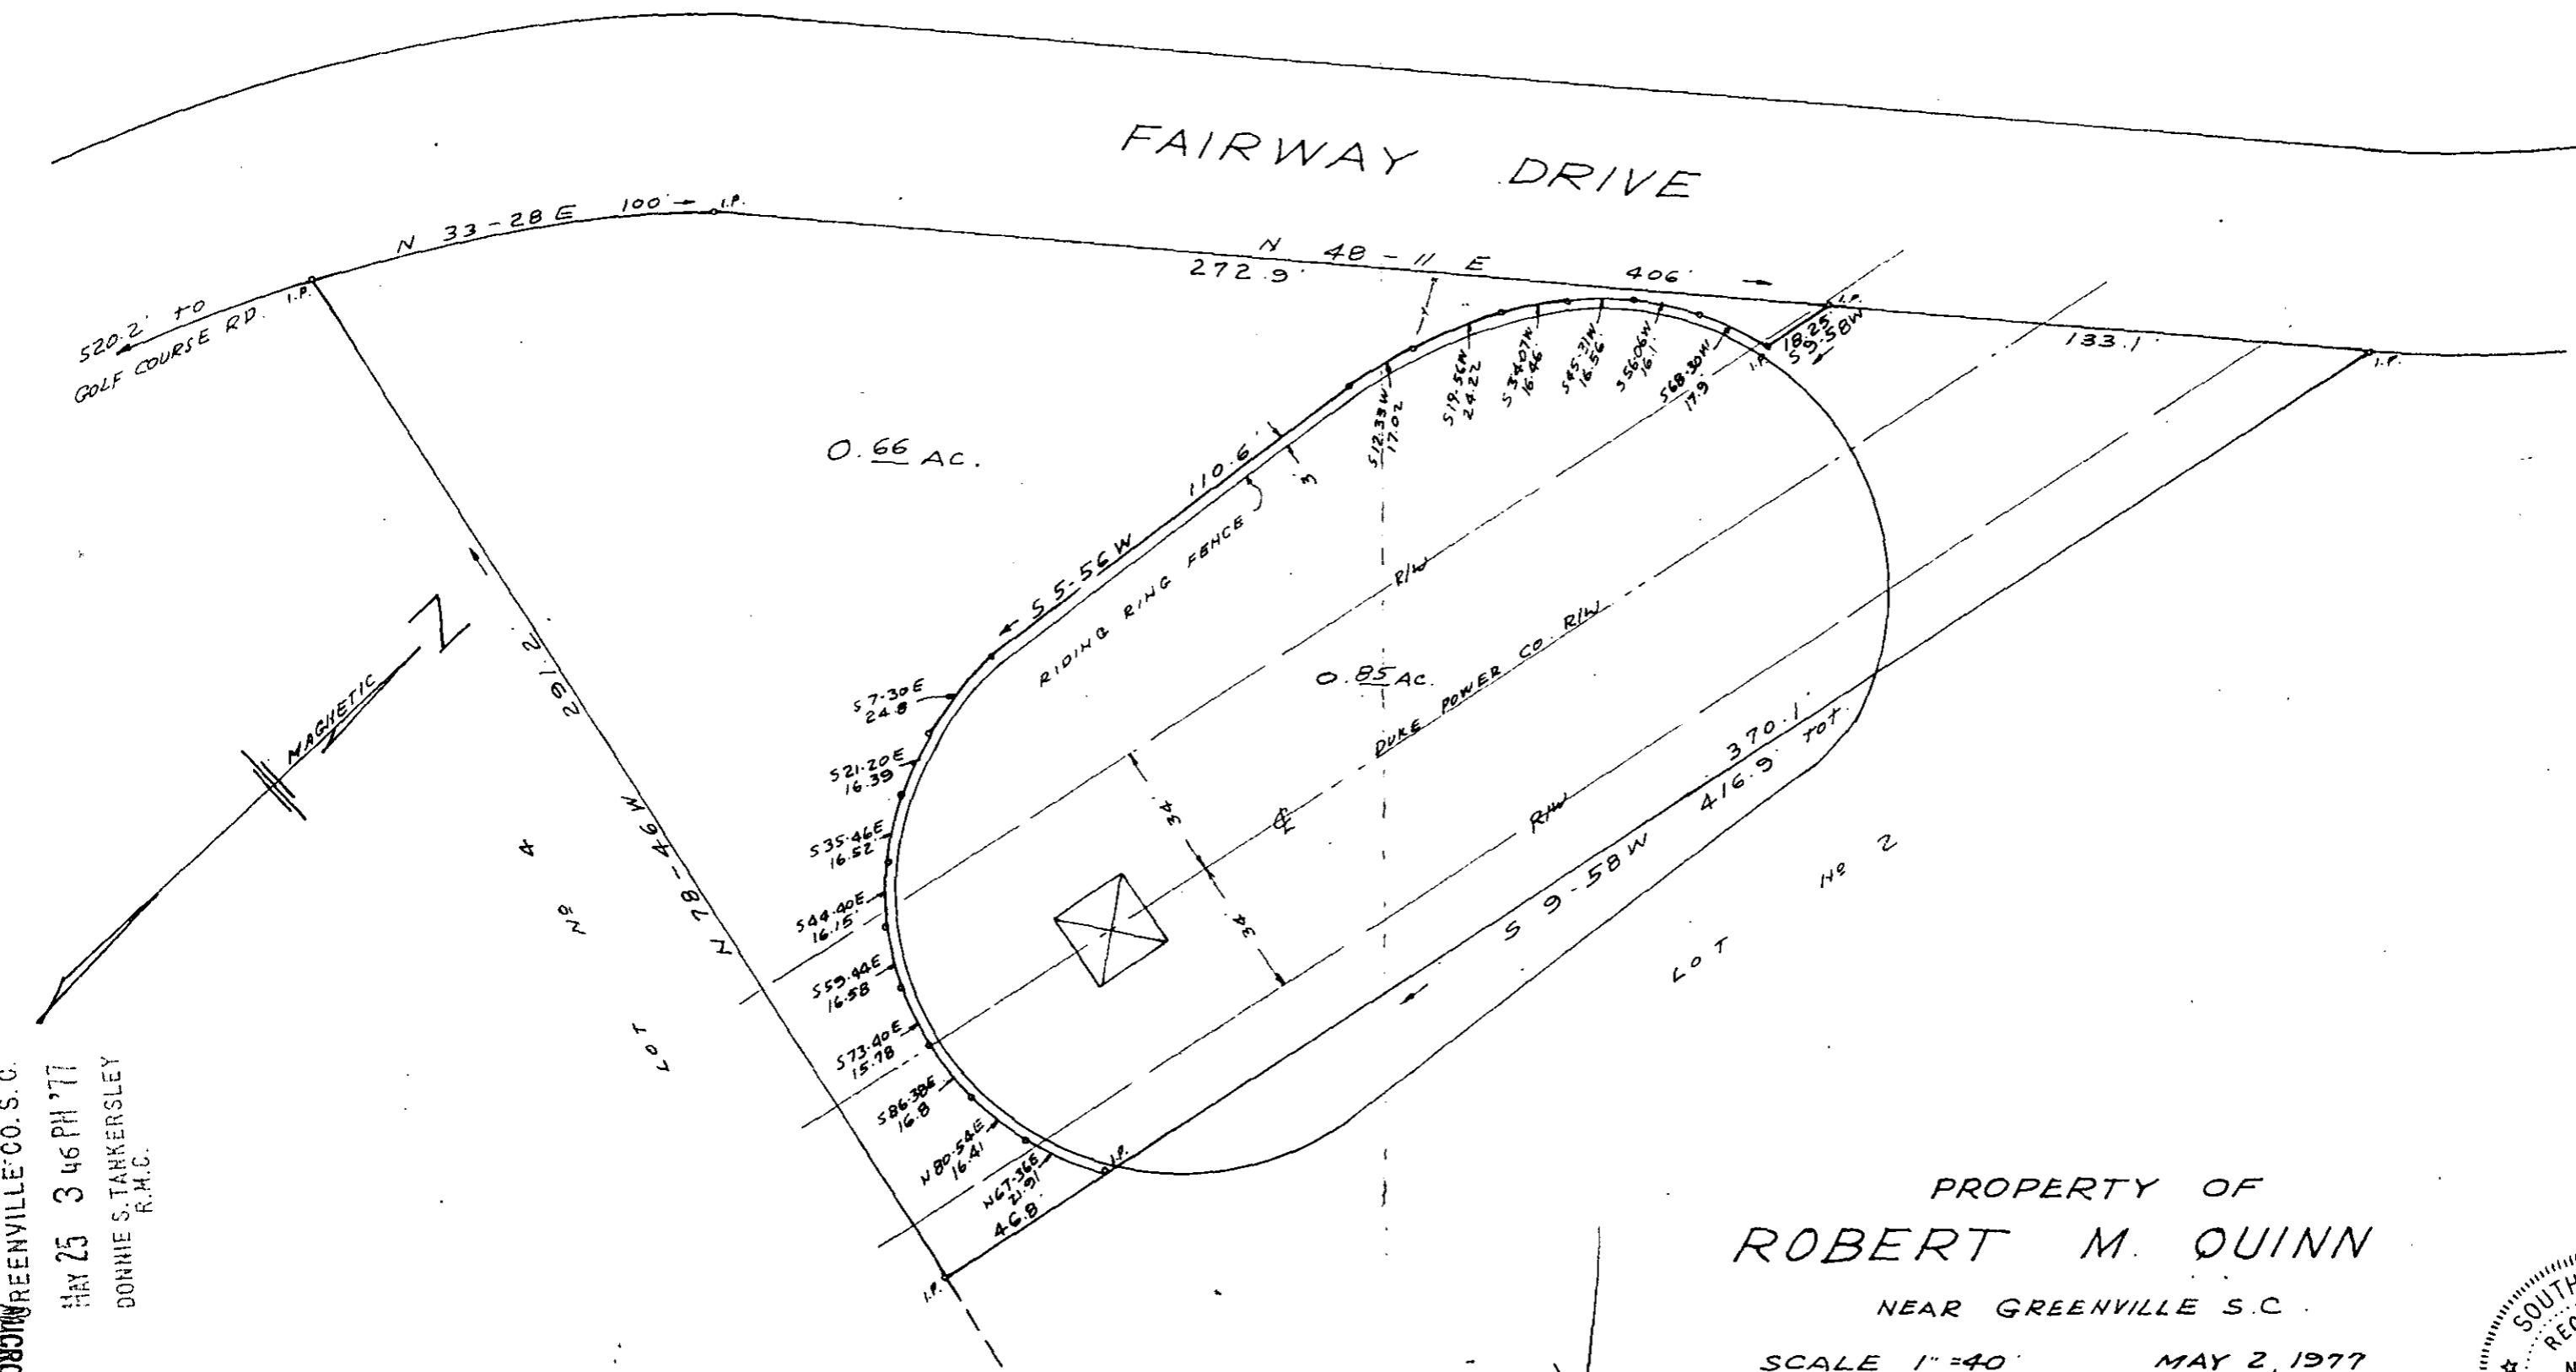 FAIRWAY DRIVE
N 33-28 E 100' I.P.
N 48-11 E
272.9'
406'
I.P.
520.2' TO
GOLF COURSE RD.
I.P.
18.25'
S9-58W
133.1'
I.P.
I.P.
S12-33W
17.02
S19-56W
24.22
S34-07W
16.46
S45-31W
16.56
S56-06W
16.1
S68-30W
17.9
0.66 AC.
110.6'
3'
S 5-56 W
RIDING RING FENCE
R/W
DUKE POWER CO. R/W
0.85 AC.
291.2'
N 78-46 W
MAGNETIC
N
S7-30E
24.8
S21-20E
16.39
S35-46E
16.52
S44-40E
16.15
S59-44E
16.58
S73-40E
15.78
S86-38E
16.8
N80-54E
16.41
N67-36E
21.91
46.8'
I.P.
I.P.
34'
34'
℄
R/W
370.1
416.9' TOT.
S 9-58 W
LOT Nº 2
LOT Nº 4
GREENVILLE CO. S. C.
MAY 25 3 46 PM '77
DONNIE S. TANKERSLEY
R.M.C.
PROPERTY OF
ROBERT M. QUINN
NEAR GREENVILLE S.C.
SCALE 1"=40' MAY 2, 1977
SOUTH